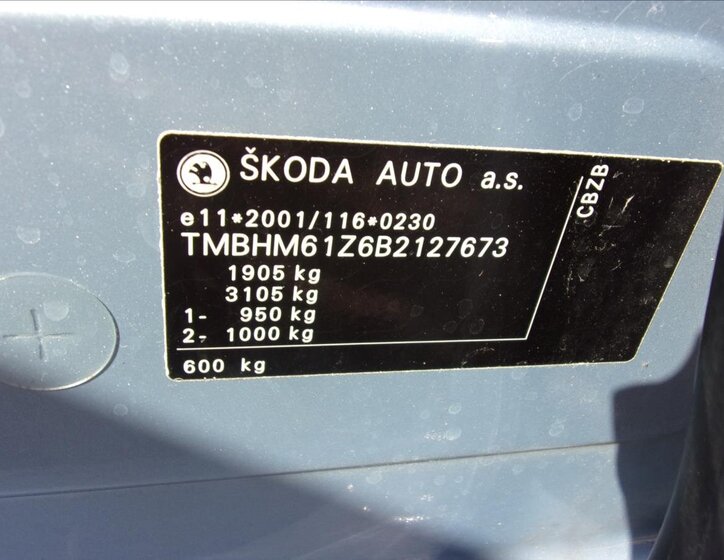 ŠKODA AUTO a.s.
CBZB
e11*2001/116*0230
TMBHM61Z6B2127673
1905 kg
3105 kg
1- 950 kg
2- 1000 kg
600 kg